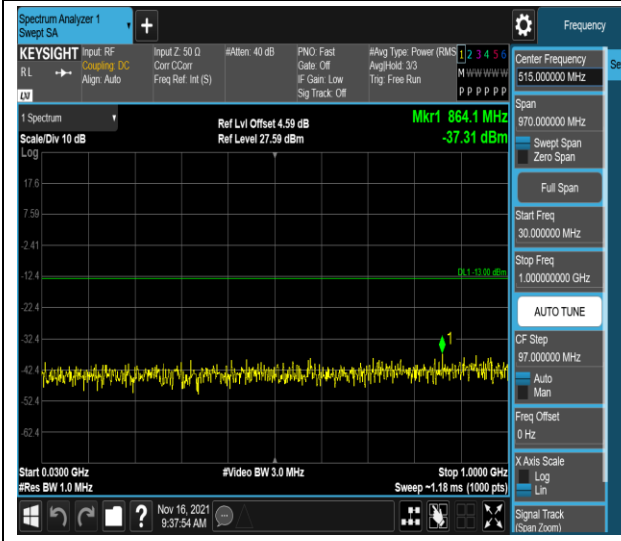 Spectrum Analyzer 1
Swept SA
+
Frequency
KEYSIGHT
RL
LXI
Input: RF
Coupling: DC
Align: Auto
Input Z: 50 Ω
Corr CCorr
Freq Ref: Int (S)
#Atten: 40 dB
PNO: Fast
Gate: Off
IF Gain: Low
Sig Track: Off
#Avg Type: Power (RMS
Avg|Hold: 3/3
Trig: Free Run
1 2 3 4 5 6
M W W W W W
P P P P P P
1 Spectrum
Scale/Div 10 dB
Log
Ref Lvl Offset 4.59 dB
Ref Level 27.59 dBm
Mkr1 864.1 MHz
-37.31 dBm
17.6
7.59
-2.41
-12.4
DL1 -13.00 dBm
-22.4
-32.4
1
-42.4
-52.4
-62.4
Start 0.0300 GHz
#Res BW 1.0 MHz
#Video BW 3.0 MHz
Stop 1.0000 GHz
Sweep ~1.18 ms (1000 pts)
Center Frequency
515.000000 MHz
Se
Span
970.000000 MHz
Swept Span
Zero Span
Full Span
Start Freq
30.000000 MHz
Stop Freq
1.000000000 GHz
AUTO TUNE
CF Step
97.000000 MHz
Auto
Man
Freq Offset
0 Hz
X Axis Scale
Log
Lin
Signal Track
(Span Zoom)
?
Nov 16, 2021
9:37:54 AM